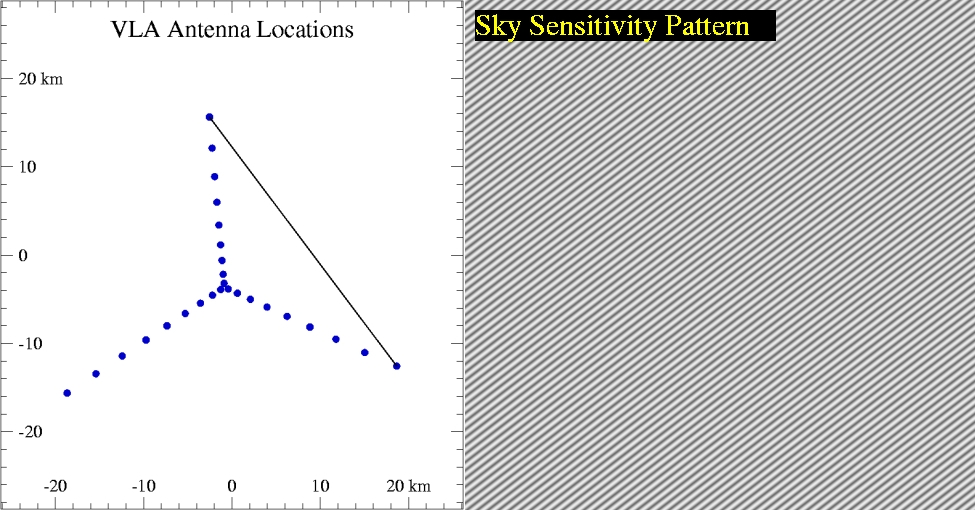 VLA Antenna Locations
Sky Sensitivity Pattern
20 km
10
0
-10
-20
-20 -10 0 10 20 km